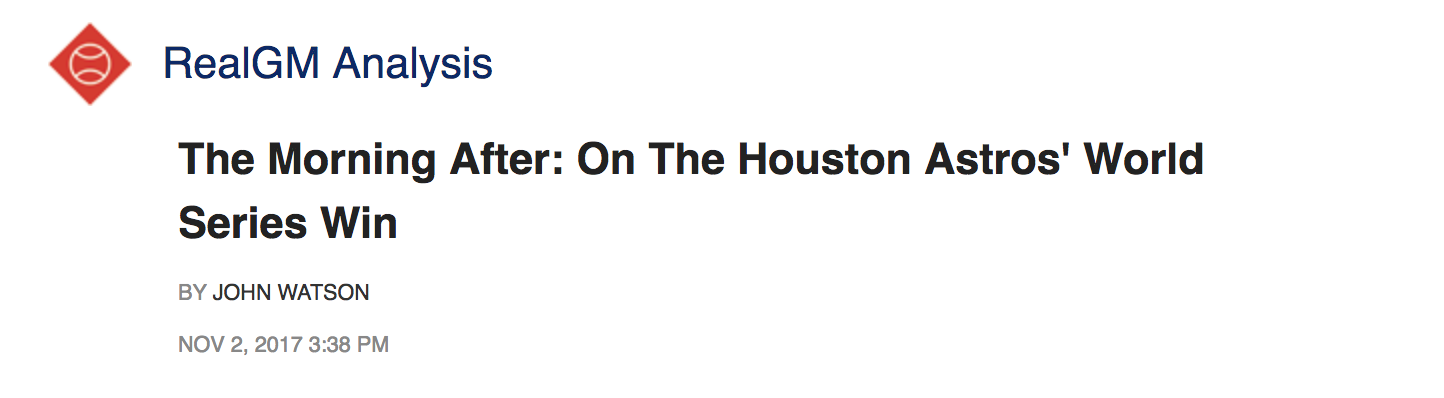 RealGM Analysis
The Morning After: On The Houston Astros' World
Series Win
BY JOHN WATSON
NOV 2, 2017 3:38 PM